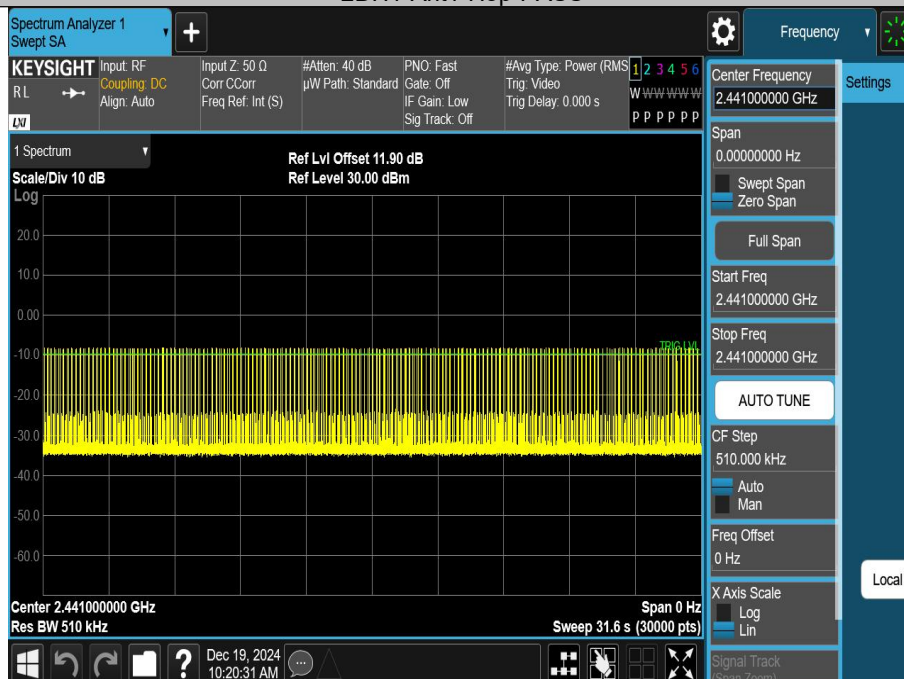 Spectrum Analyzer 1
Swept SA
+
Frequency
KEYSIGHT
R L
LXI
Input: RF
Coupling: DC
Align: Auto
Input Z: 50 Ω
Corr CCorr
Freq Ref: Int (S)
#Atten: 40 dB
µW Path: Standard
PNO: Fast
Gate: Off
IF Gain: Low
Sig Track: Off
#Avg Type: Power (RMS
Trig: Video
Trig Delay: 0.000 s
1 2 3 4 5 6
W W W W W W
P P P P P P
Center Frequency
2.441000000 GHz
Settings
Span
0.00000000 Hz
Swept Span
Zero Span
Full Span
Start Freq
2.441000000 GHz
Stop Freq
2.441000000 GHz
AUTO TUNE
CF Step
510.000 kHz
Auto
Man
Freq Offset
0 Hz
X Axis Scale
Log
Lin
Signal Track
(Span Zoom)
Local
1 Spectrum
Scale/Div 10 dB
Ref Lvl Offset 11.90 dB
Ref Level 30.00 dBm
Log
20.0
10.0
0.00
-10.0
-20.0
-30.0
-40.0
-50.0
-60.0
TRIG LVL
Center 2.441000000 GHz
Res BW 510 kHz
Span 0 Hz
Sweep 31.6 s (30000 pts)
?
Dec 19, 2024
10:20:31 AM